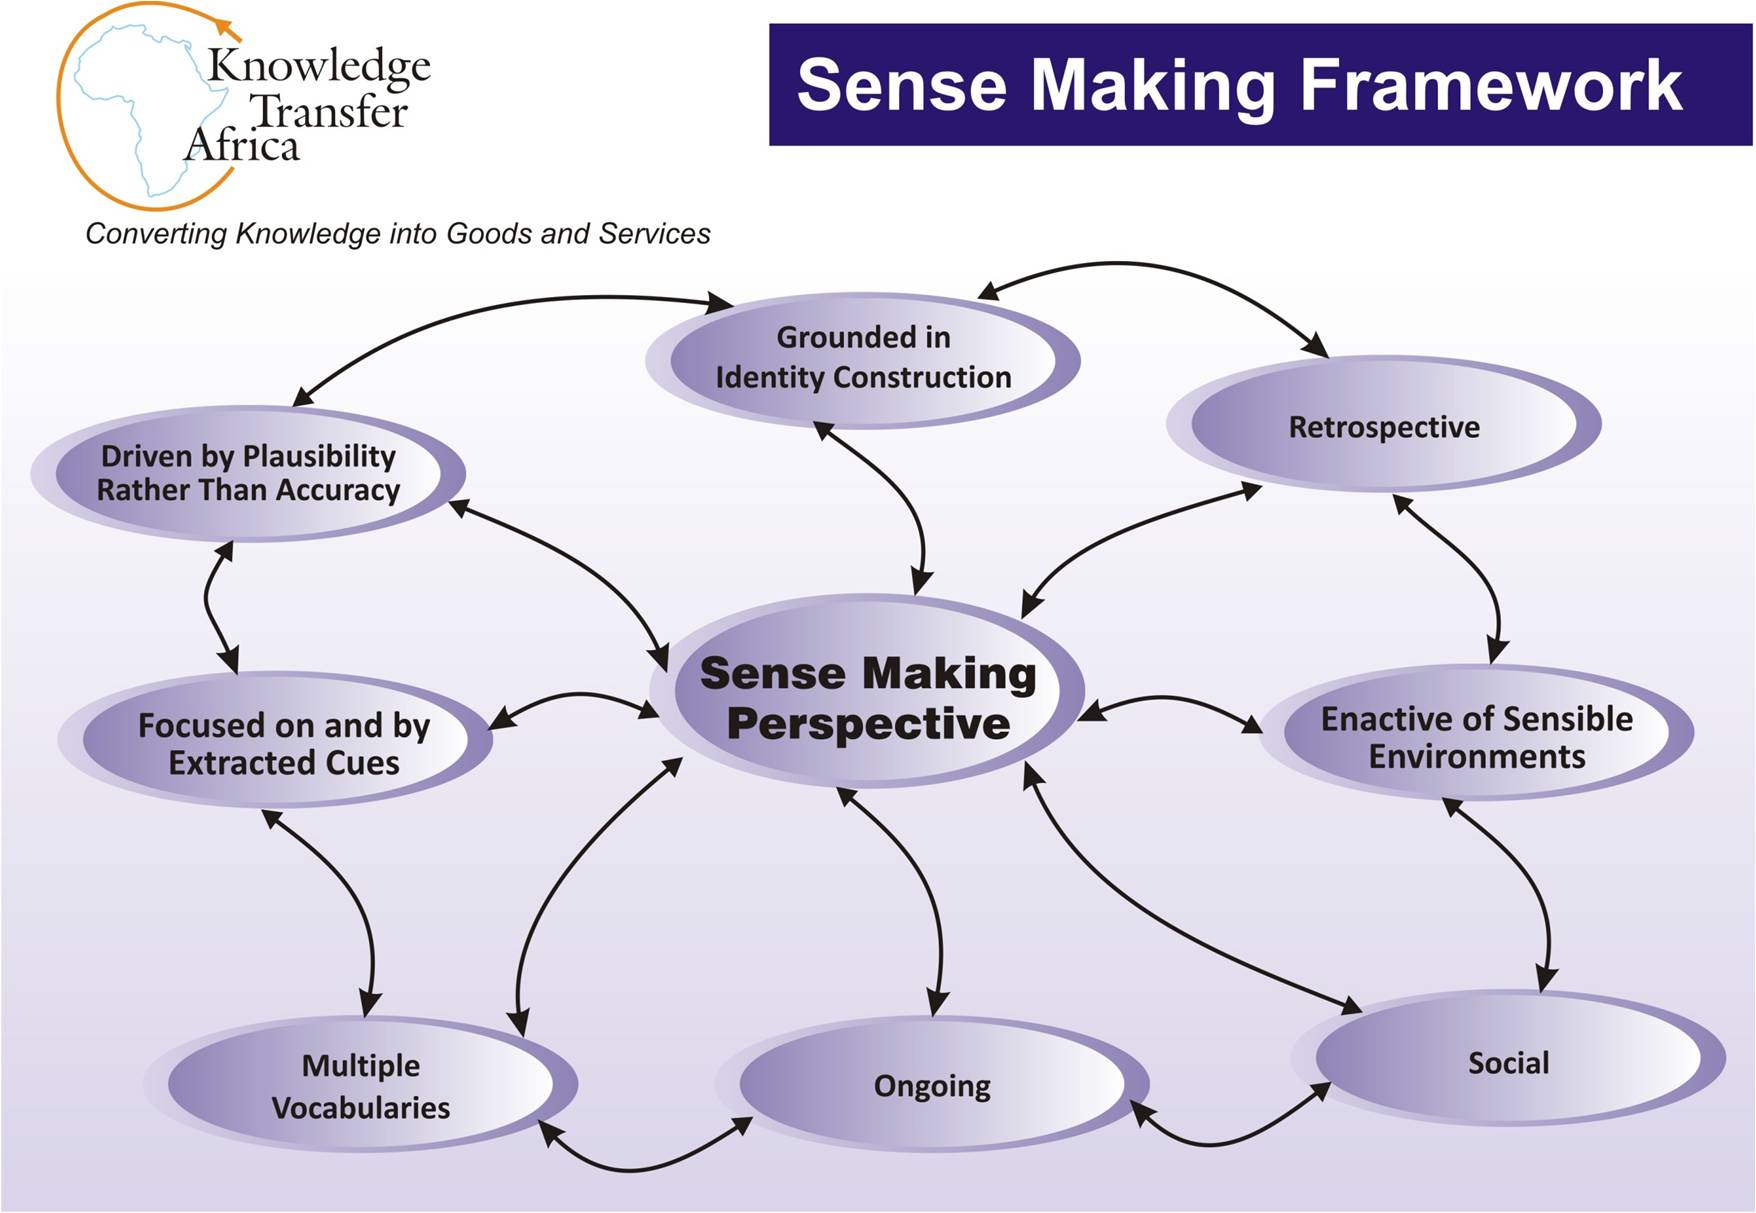 Knowledge
Transfer
Africa
Converting Knowledge into Goods and Services
Sense Making Framework
Grounded in
Identity Construction
Retrospective
Driven by Plausibility
Rather Than Accuracy
Sense Making
Perspective
Focused on and by
Extracted Cues
Enactive of Sensible
Environments
Multiple
Vocabularies
Ongoing
Social